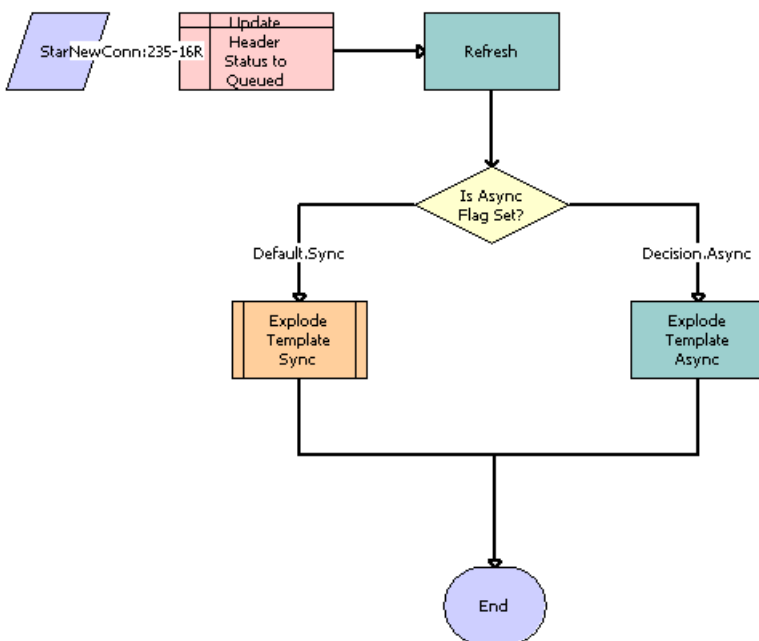 StarNewConn:235-16R
Update
Header
Status to
Queued
Refresh
Is Async
Flag Set?
Default.Sync
Decision.Async
Explode
Template
Sync
Explode
Template
Async
End